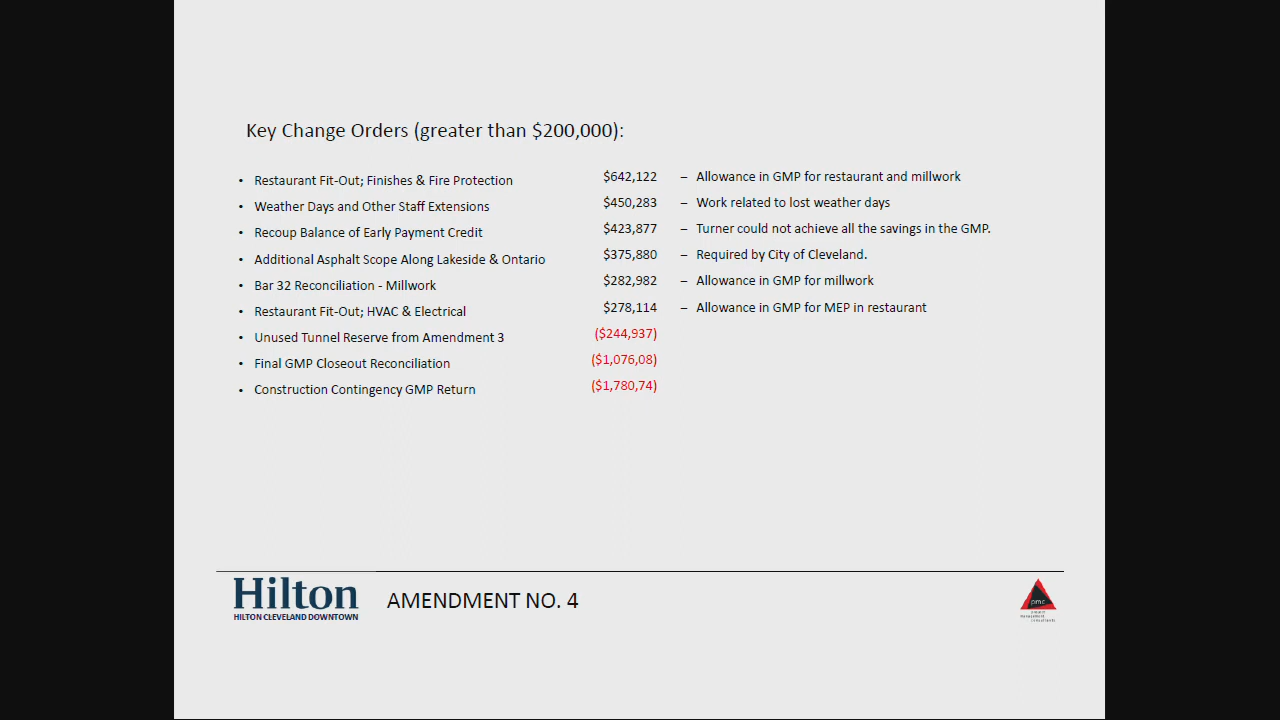 Key Change Orders (greater than $200,000):
• Restaurant Fit-Out; Finishes & Fire Protection $642,122 – Allowance in GMP for restaurant and millwork
• Weather Days and Other Staff Extensions $450,283 – Work related to lost weather days
• Recoup Balance of Early Payment Credit $423,877 – Turner could not achieve all the savings in the GMP.
• Additional Asphalt Scope Along Lakeside & Ontario $375,880 – Required by City of Cleveland.
• Bar 32 Reconciliation - Millwork $282,982 – Allowance in GMP for millwork
• Restaurant Fit-Out; HVAC & Electrical $278,114 – Allowance in GMP for MEP in restaurant
• Unused Tunnel Reserve from Amendment 3 ($244,937)
• Final GMP Closeout Reconciliation ($1,076,08)
• Construction Contingency GMP Return ($1,780,74)
Hilton
HILTON CLEVELAND DOWNTOWN
AMENDMENT NO. 4
pmc
project
management
consultants